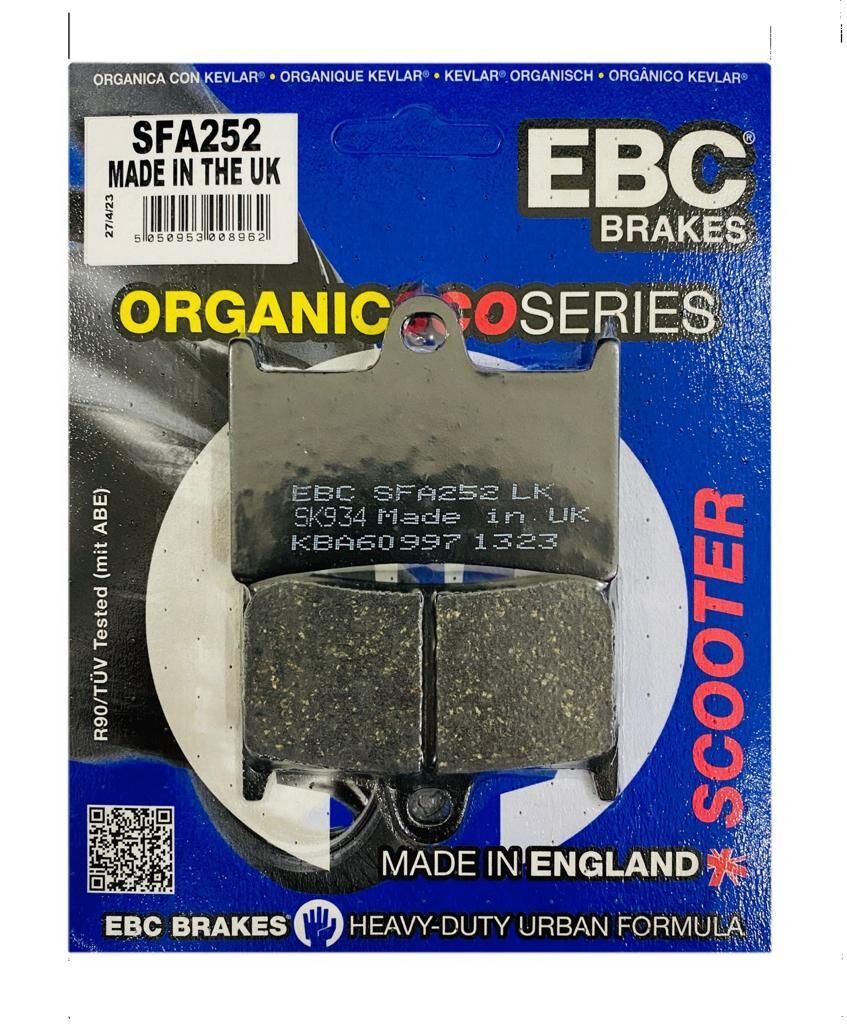 ORGANICA CON KEVLAR® • ORGANIQUE KEVLAR® • KEVLAR® ORGANISCH • ORGÂNICO KEVLAR®
SFA252
MADE IN THE UK
27/4/23
5 050953 008962
EBC®
BRAKES
ORGANIC SCO SERIES
EBC SFA252 LK
SK934 Made in UK
KBA60997 1323
R90/TÜV Tested (mit ABE)
SCOOTER
MADE IN ENGLAND
EBC BRAKES® HEAVY-DUTY URBAN FORMULA